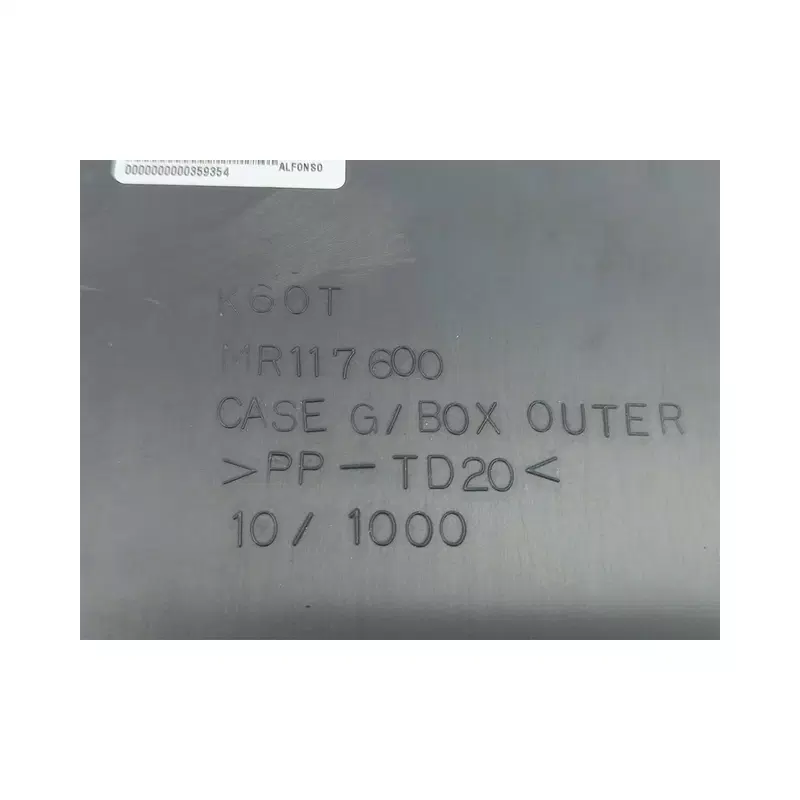 0000000000359354 ALFONSO
K60T
MR117600
CASE G/BOX OUTER
>PP-TD20<
10/1000